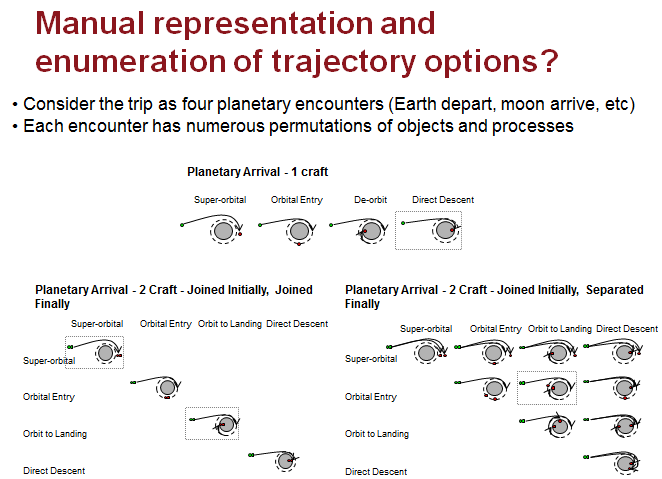 Manual representation and
enumeration of trajectory options?
• Consider the trip as four planetary encounters (Earth depart, moon arrive, etc)
• Each encounter has numerous permutations of objects and processes
Planetary Arrival - 1 craft
Super-orbital Orbital Entry De-orbit Direct Descent
Planetary Arrival - 2 Craft - Joined Initially, Joined
Finally
Super-orbital Orbital Entry Orbit to Landing Direct Descent
Super-orbital
Orbital Entry
Orbit to Landing
Direct Descent
Planetary Arrival - 2 Craft - Joined Initially, Separated
Finally
Super-orbital Orbital Entry Orbit to Landing Direct Descent
Super-orbital
Orbital Entry
Orbit to Landing
Direct Descent